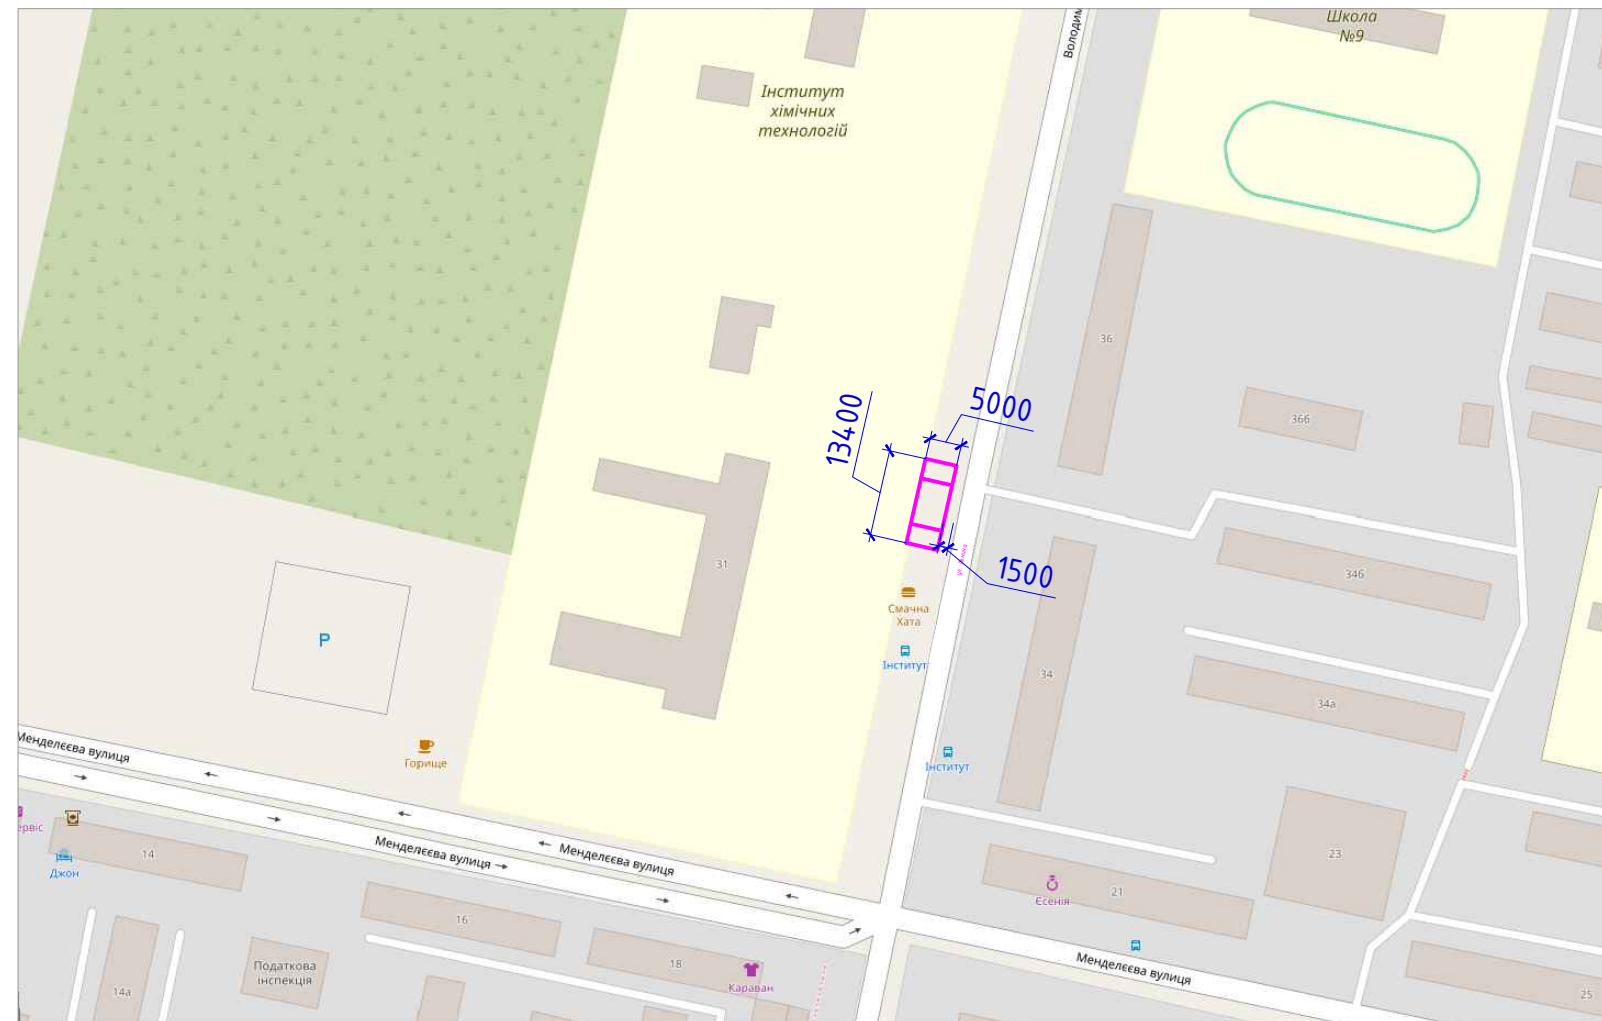 Школа
№9
Володим
Інститут
хімічних
технологій
36
366
5000
13400
31
1500
346
Смачна
Хата
Інститут
34
34а
P
Горище
Менделєєва вулиця
Інститут
ервіс
14
Джон
Менделєєва вулиця
Менделєєва вулиця
23
21
Єсенія
16
18
Караван
Податкова
інспекція
14а
Менделєєва вулиця
25